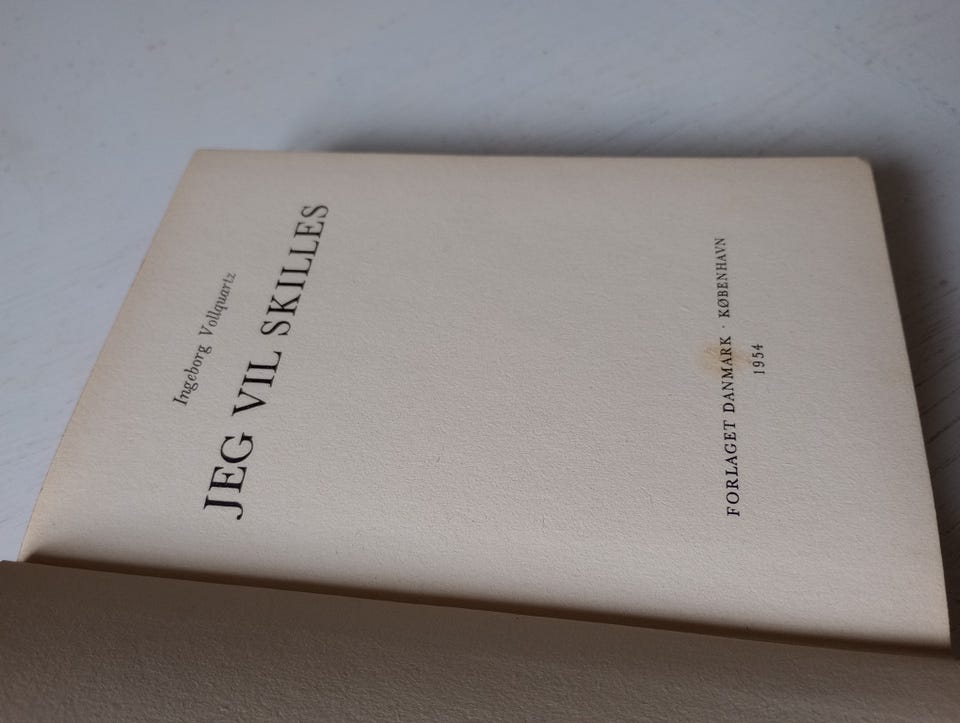 Ingeborg Vollquartz
JEG VIL SKILLES
FORLAGET DANMARK · KØBENHAVN
1954